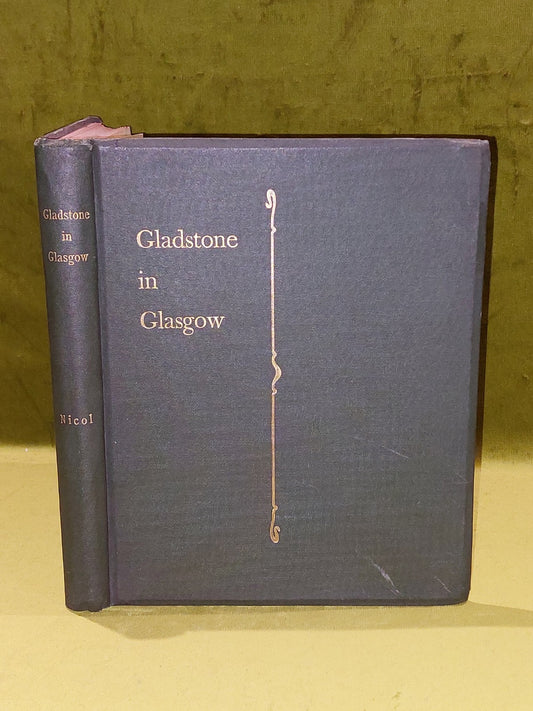 Gladstone
in
Glasgow
Nicol
Gladstone
in
Glasgow